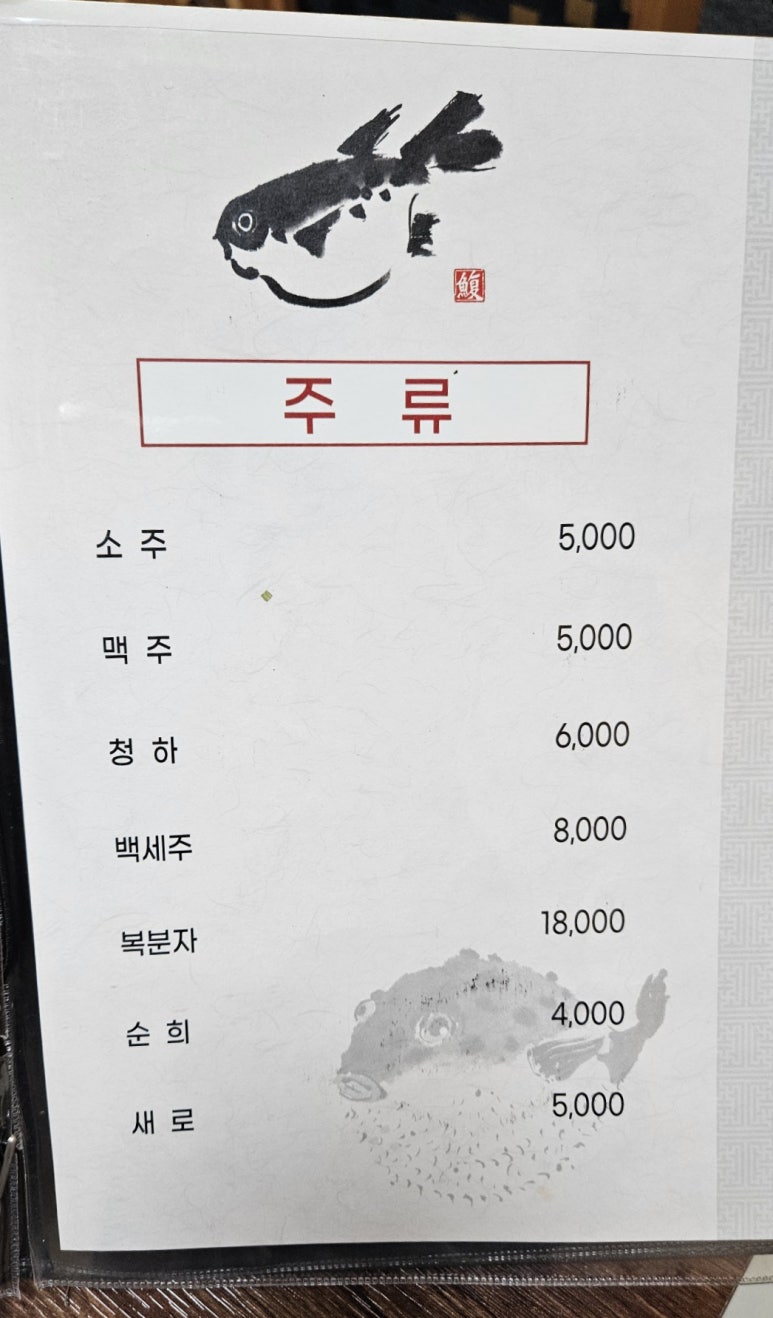 鰒
주 류
소 주 5,000
맥 주 5,000
청 하 6,000
백세주 8,000
복분자 18,000
순 희 4,000
새 로 5,000